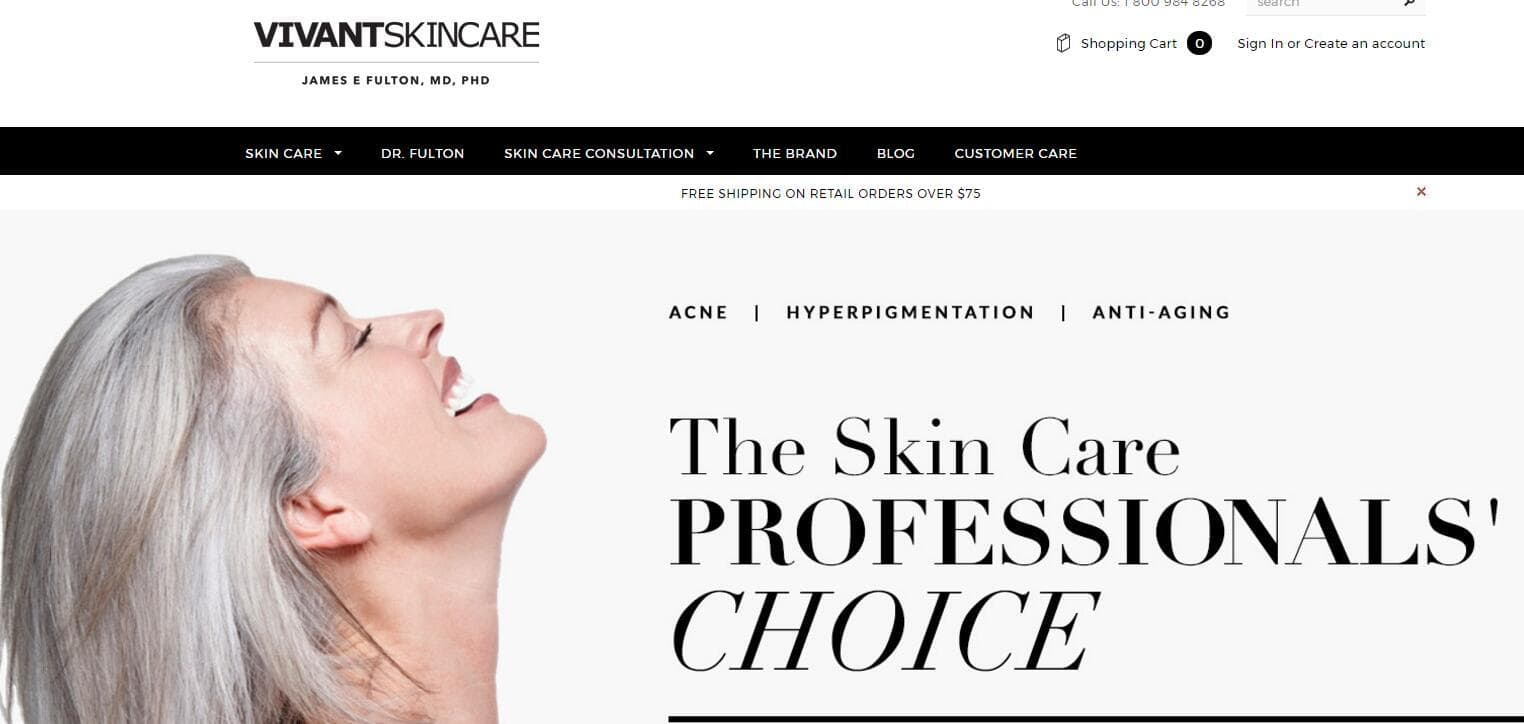 Call Us: 1 800 984 8268
search
VIVANTSKINCARE
JAMES E FULTON, MD, PHD
Shopping Cart 0 Sign In or Create an account
SKIN CARE DR. FULTON SKIN CARE CONSULTATION THE BRAND BLOG CUSTOMER CARE
FREE SHIPPING ON RETAIL ORDERS OVER $75
ACNE | HYPERPIGMENTATION | ANTI-AGING
The Skin Care
PROFESSIONALS'
CHOICE